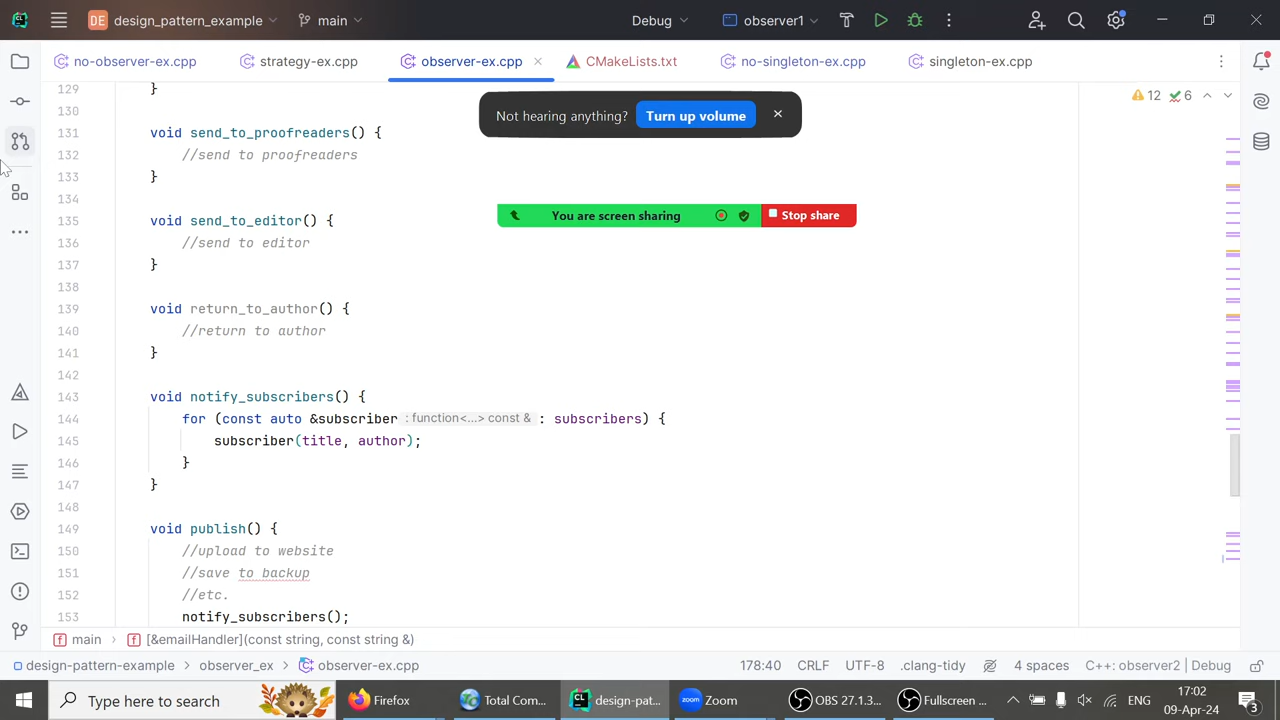 DE design_pattern_example main Debug observer1
no-observer-ex.cpp strategy-ex.cpp observer-ex.cpp CMakeLists.txt no-singleton-ex.cpp singleton-ex.cpp
Not hearing anything? Turn up volume
12 6
You are screen sharing Stop share
129 }
130
131 void send_to_proofreaders() {
132 //send to proofreaders
133 }
134
135 void send_to_editor() {
136 //send to editor
137 }
138
139 void return_to_author() {
140 //return to author
141 }
142
143 void notify_subscribers() {
144 for (const auto &subscriber : function<...> const & : subscribers) {
145 subscriber(title, author);
146 }
147 }
148
149 void publish() {
150 //upload to website
151 //save to backup
152 //etc.
153 notify_subscribers();
main [&emailHandler](const string, const string &)
design-pattern-example observer_ex observer-ex.cpp 178:40 CRLF UTF-8 .clang-tidy 4 spaces C++: observer2 | Debug
Type here to search Firefox Total Com... CL design-pat... zoom Zoom OBS 27.1.3... Fullscreen ... ENG 17:02
09-Apr-24 3